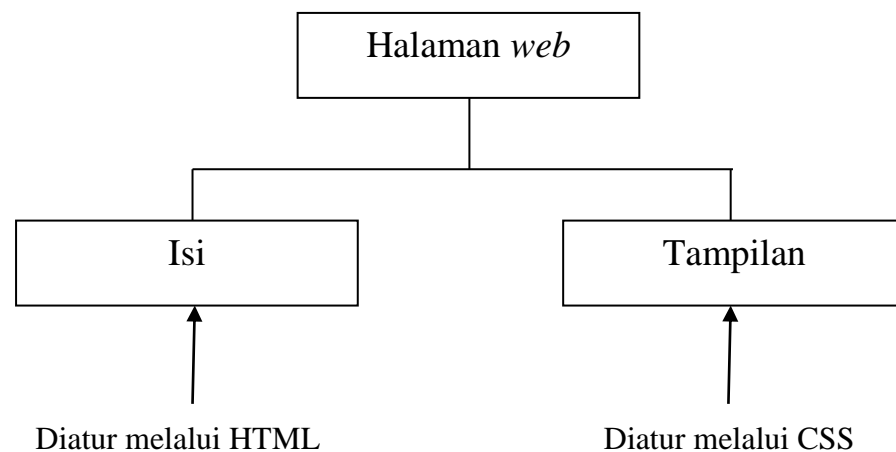 Halaman web
Isi
Tampilan
Diatur melalui HTML
Diatur melalui CSS